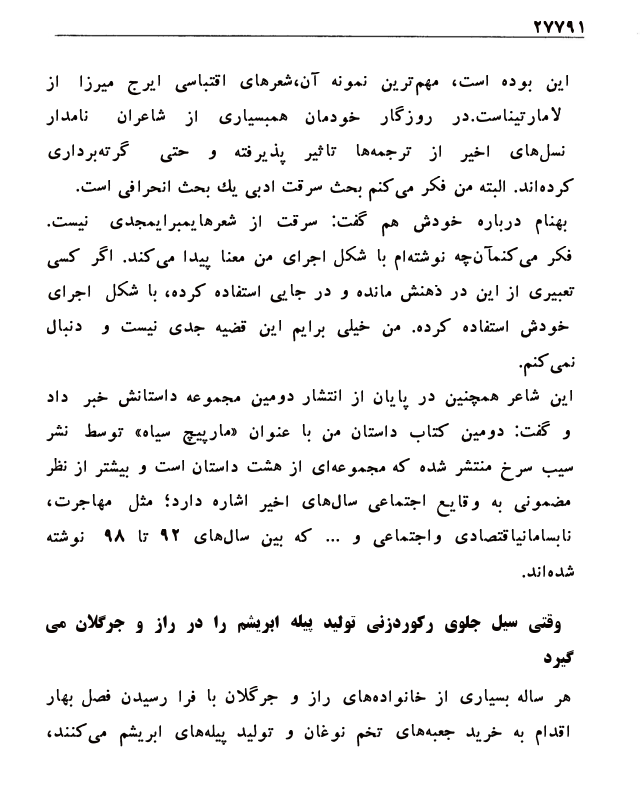 ۲۷۷۹۱
این بوده است، مهم‌ترین نمونه آن،شعرهای اقتباسی ایرج میرزا از
لامارتیناست.در روزگار خودمان همبسیاری از شاعران نامدار
نسل‌های اخیر از ترجمه‌ها تاثیر پذیرفته و حتی گرته‌برداری
کرده‌اند. البته من فکر می‌کنم بحث سرقت ادبی یك بحث انحرافی است.
بهنام درباره خودش هم گفت: سرقت از شعرهایمبرایمجدی نیست.
فکر می‌کنمآن‌چه نوشته‌ام با شکل اجرای من معنا پیدا می‌کند. اگر کسی
تعبیری از این در ذهنش مانده و در جایی استفاده کرده، با شکل اجرای
خودش استفاده کرده. من خیلی برایم این قضیه جدی نیست و دنبال
نمی‌کنم.
این شاعر همچنین در پایان از انتشار دومین مجموعه داستانش خبر داد
و گفت: دومین کتاب داستان من با عنوان «مارپیچ سیاه» توسط نشر
سیب سرخ منتشر شده که مجموعه‌ای از هشت داستان است و بیشتر از نظر
مضمونی به وقایع اجتماعی سال‌های اخیر اشاره دارد؛ مثل مهاجرت،
نابسامانیاقتصادی واجتماعی و ... که بین سال‌های ۹۲ تا ۹۸ نوشته
شده‌اند.
وقتی سیل جلوی رکوردزنی تولید پیله ابریشم را در راز و جرگلان می
گیرد
هر ساله بسیاری از خانواده‌های راز و جرگلان با فرا رسیدن فصل بهار
اقدام به خرید جعبه‌های تخم نوغان و تولید پیله‌های ابریشم می‌کنند،